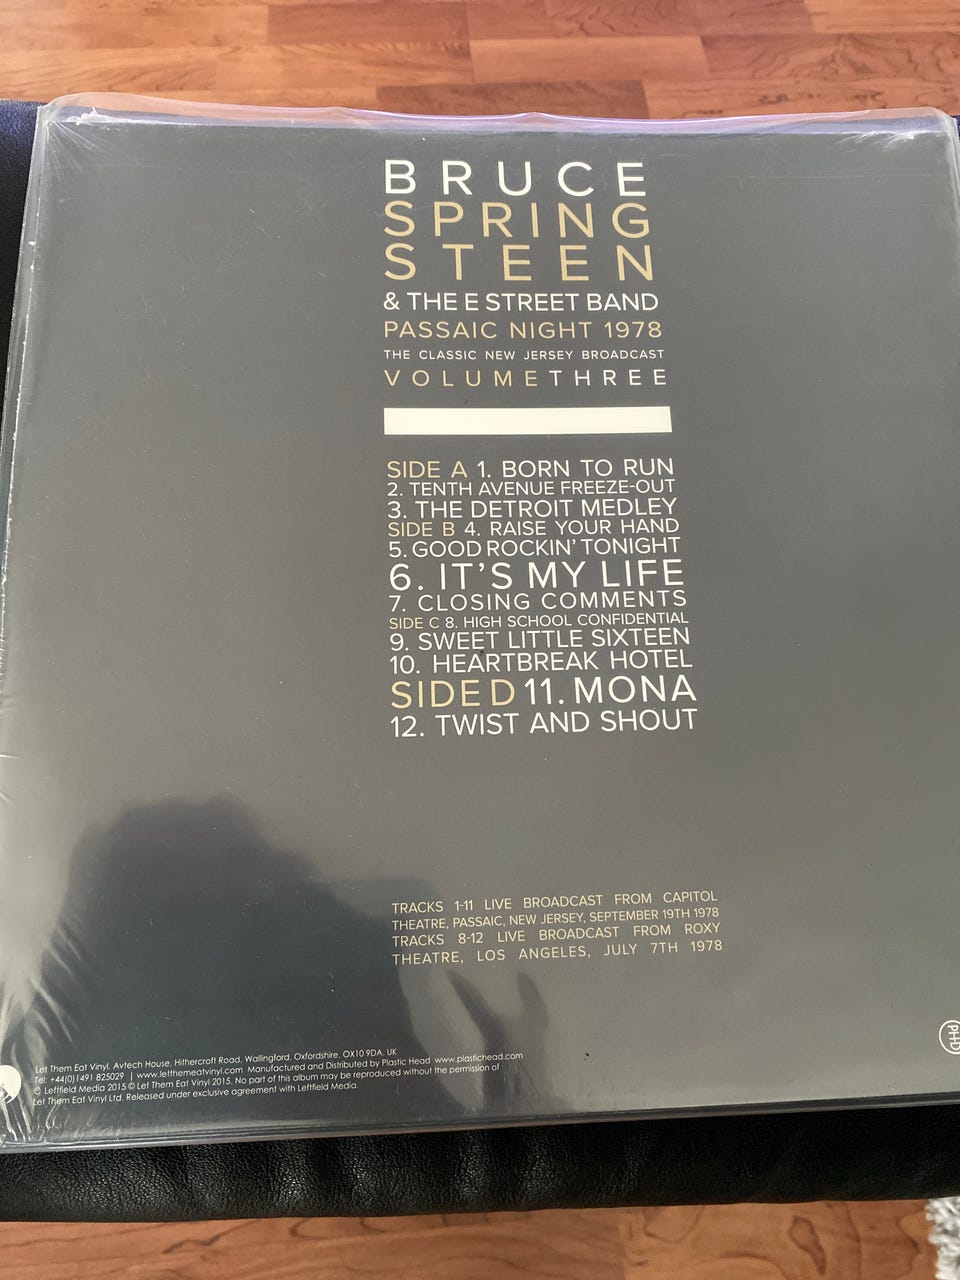 BRUCE
SPRING
STEEN
& THE E STREET BAND
PASSAIC NIGHT 1978
THE CLASSIC NEW JERSEY BROADCAST
VOLUME THREE
SIDE A 1. BORN TO RUN
2. TENTH AVENUE FREEZE-OUT
3. THE DETROIT MEDLEY
SIDE B 4. RAISE YOUR HAND
5. GOOD ROCKIN' TONIGHT
6. IT'S MY LIFE
7. CLOSING COMMENTS
SIDE C 8. HIGH SCHOOL CONFIDENTIAL
9. SWEET LITTLE SIXTEEN
10. HEARTBREAK HOTEL
SIDE D 11. MONA
12. TWIST AND SHOUT
TRACKS 1-11 LIVE BROADCAST FROM CAPITOL
THEATRE, PASSAIC, NEW JERSEY, SEPTEMBER 19TH 1978
TRACKS 8-12 LIVE BROADCAST FROM ROXY
THEATRE, LOS ANGELES, JULY 7TH 1978
PHD
Let Them Eat Vinyl, Avtech House, Hithercroft Road, Wallingford, Oxfordshire, OX10 9DA, UK
Tel: +44(0)1491 825029 | www.letthemeatvinyl.com Manufactured and Distributed by Plastic Head www.plastichead.com
© Leftfield Media 2015 © Let Them Eat Vinyl 2015. No part of this album may be reproduced without the permission of
Let Them Eat Vinyl Ltd. Released under exclusive agreement with Leftfield Media.